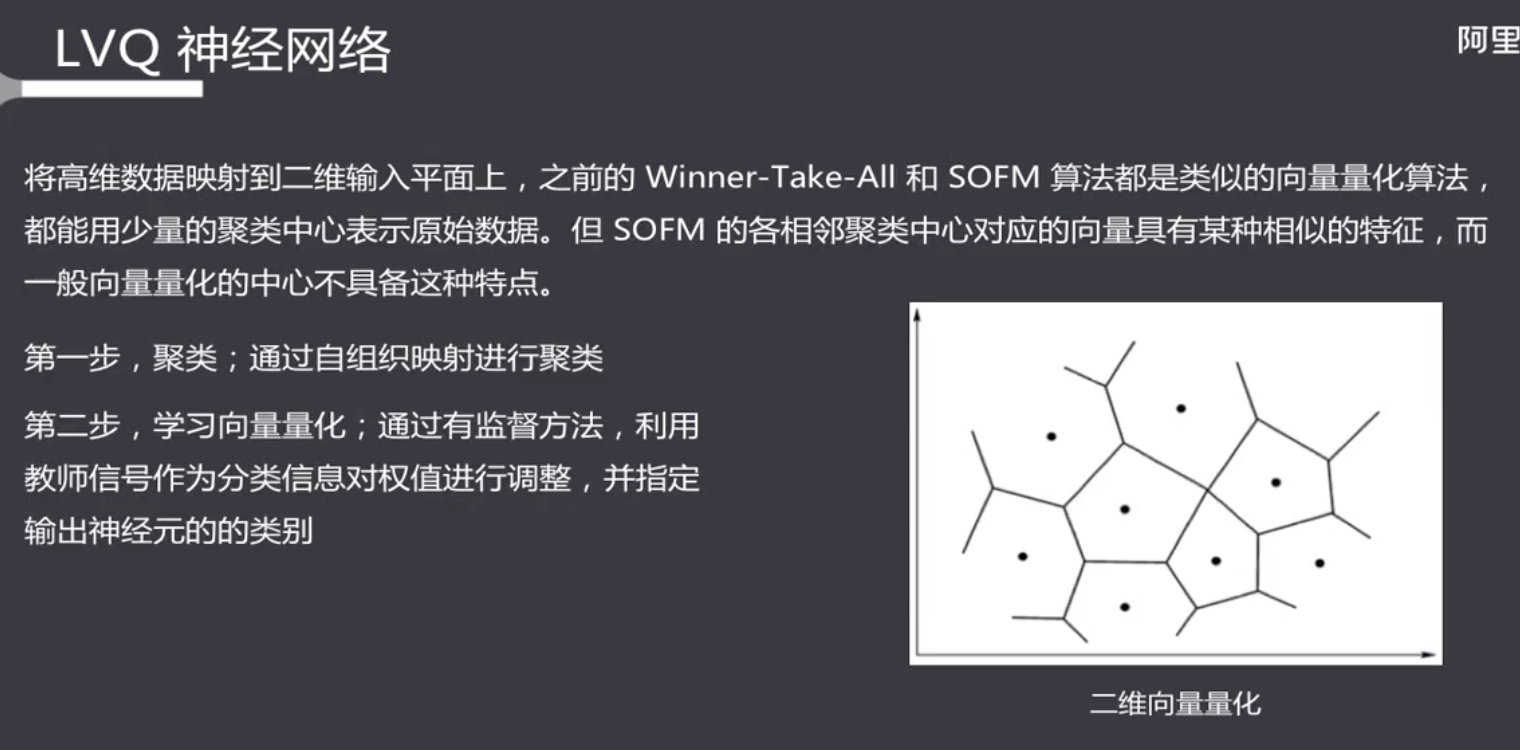 LVQ 神经网络
阿里
将高维数据映射到二维输入平面上，之前的 Winner-Take-All 和 SOFM 算法都是类似的向量量化算法，
都能用少量的聚类中心表示原始数据。但 SOFM 的各相邻聚类中心对应的向量具有某种相似的特征，而
一般向量量化的中心不具备这种特点。
第一步，聚类；通过自组织映射进行聚类
第二步，学习向量量化；通过有监督方法，利用
教师信号作为分类信息对权值进行调整，并指定
输出神经元的的类别
二维向量量化